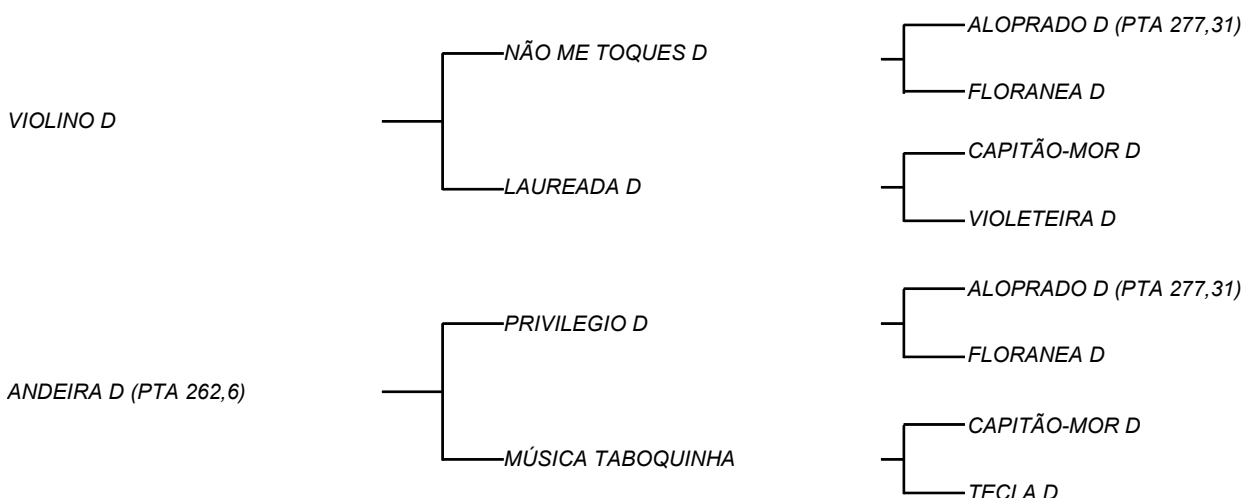 ALOPRADO D (PTA 277,31)
NÃO ME TOQUES D
FLORANEA D
VIOLINO D
CAPITÃO-MOR D
LAUREADA D
VIOLETEIRA D
ALOPRADO D (PTA 277,31)
PRIVILEGIO D
FLORANEA D
ANDEIRA D (PTA 262,6)
CAPITÃO-MOR D
MÚSICA TABOQUINHA
TECLA D